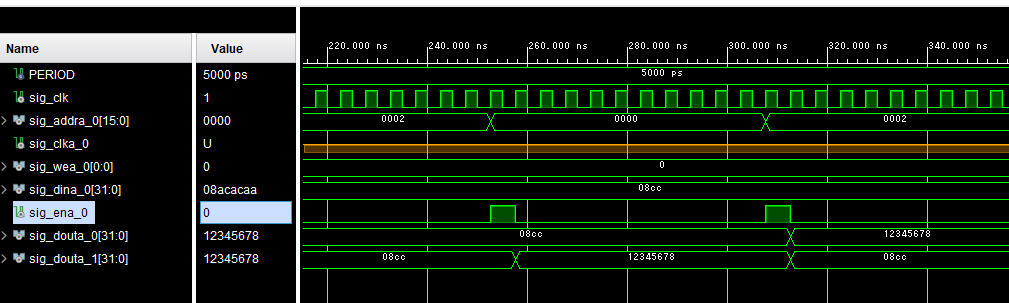 Name Value 220.000 ns 240.000 ns 260.000 ns 280.000 ns 300.000 ns 320.000 ns 340.000 ns
PERIOD 5000 ps 5000 ps
sig_clk 1
sig_addra_0[15:0] 0000 0002 0000 0002
sig_clka_0 U
sig_wea_0[0:0] 0 0
sig_dina_0[31:0] 08acacaa 08cc
sig_ena_0 0
sig_douta_0[31:0] 12345678 08cc 12345678
sig_douta_1[31:0] 12345678 08cc 12345678 08cc